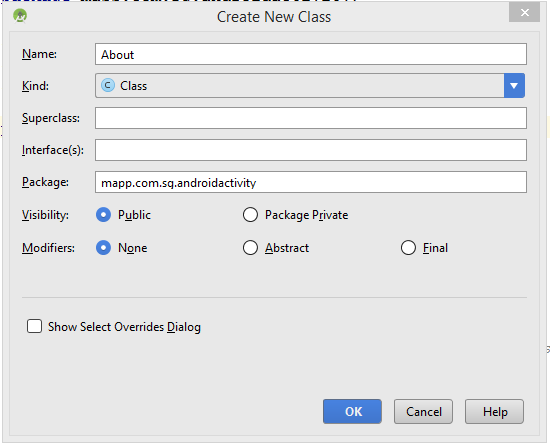 Create New Class
Name: About
Kind: C Class
Superclass:
Interface(s):
Package: mapp.com.sg.androidactivity
Visibility: Public Package Private
Modifiers: None Abstract Final
Show Select Overrides Dialog
OK Cancel Help